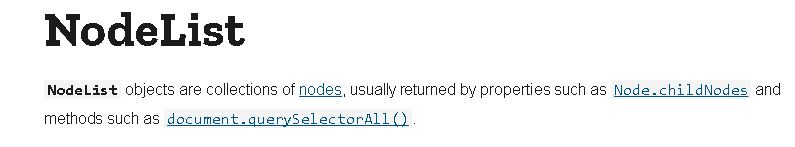 NodeList
NodeList objects are collections of nodes, usually returned by properties such as Node.childNodes and
methods such as document.querySelectorAll().